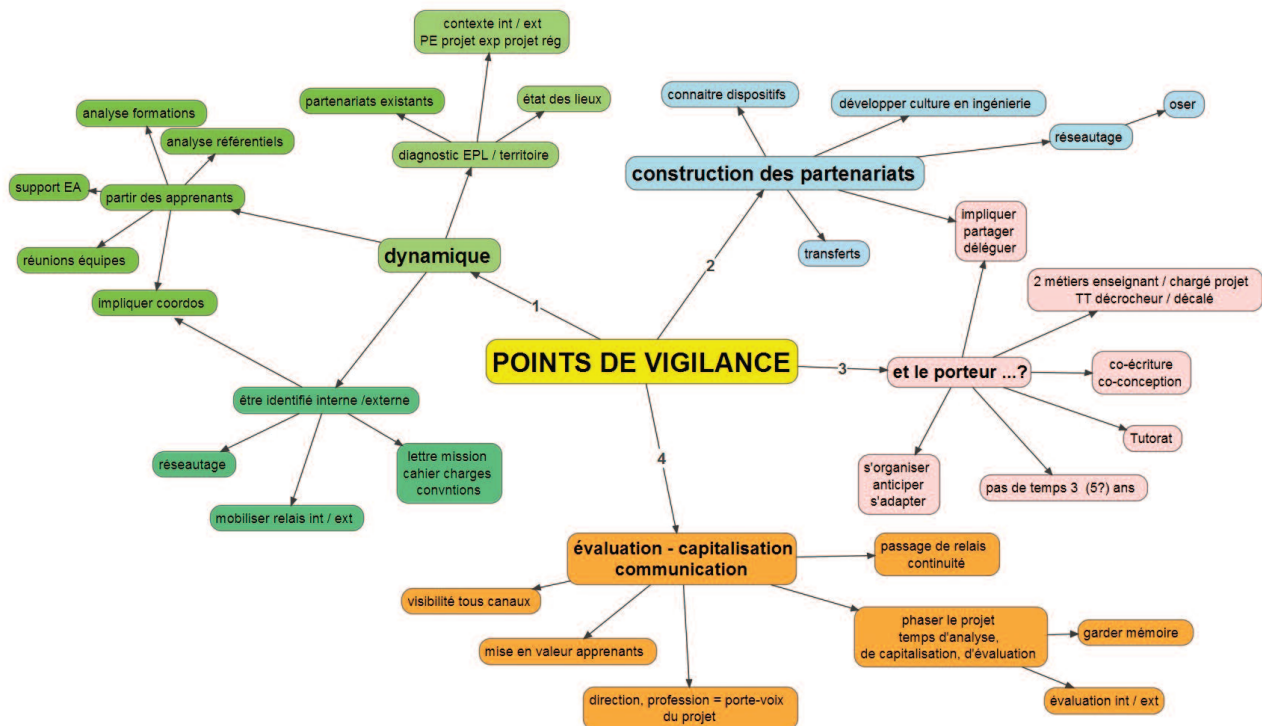 POINTS DE VIGILANCE
1
dynamique
diagnostic EPL / territoire
partenariats existants
contexte int / ext
PE projet exp projet rég
état des lieux
partir des apprenants
analyse formations
analyse référentiels
support EA
réunions équipes
impliquer coordos
être identifié interne /externe
réseautage
mobiliser relais int / ext
lettre mission
cahier charges
convntions
2
construction des partenariats
connaitre dispositifs
développer culture en ingénierie
réseautage
oser
transferts
impliquer
partager
déléguer
3
et le porteur ...?
2 métiers enseignant / chargé projet
TT décrocheur / décalé
co-écriture
co-conception
Tutorat
pas de temps 3 (5?) ans
s'organiser
anticiper
s'adapter
4
évaluation - capitalisation
communication
passage de relais
continuité
visibilité tous canaux
mise en valeur apprenants
direction, profession = porte-voix
du projet
phaser le projet
temps d'analyse,
de capitalisation, d'évaluation
garder mémoire
évaluation int / ext